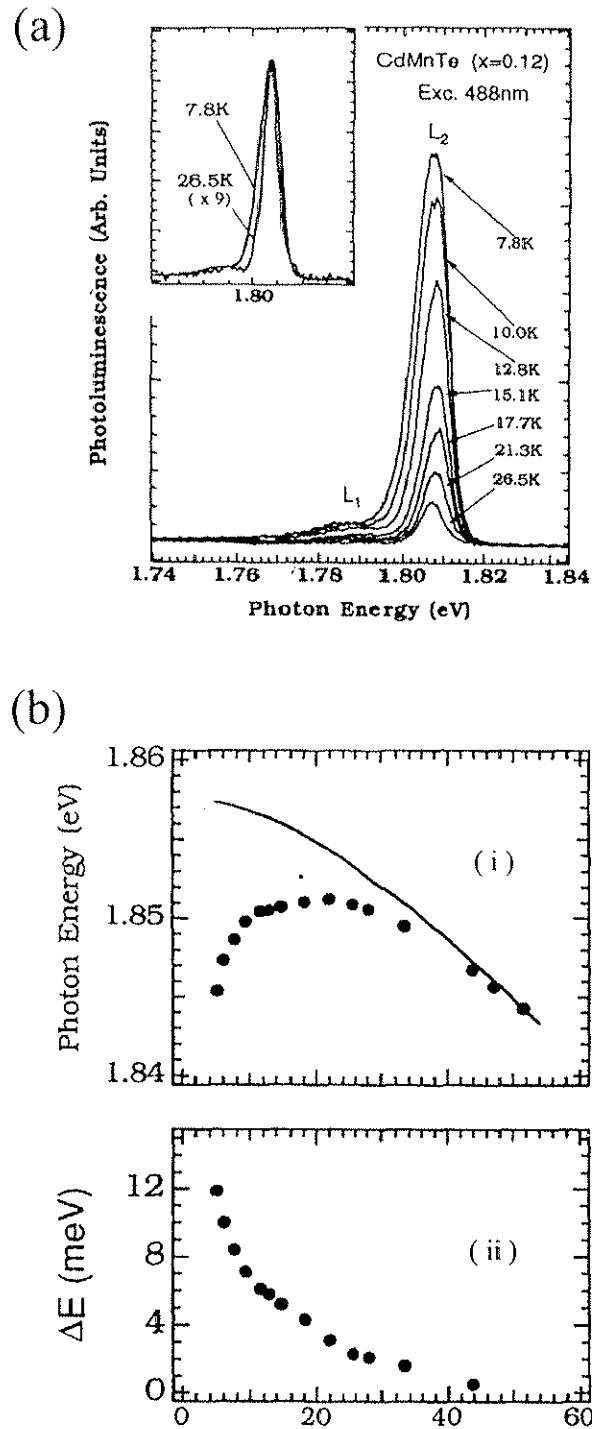 (a)
CdMnTe (x=0.12)
Exc. 488nm
7.8K
26.5K
(x 9)
1.80
L2
7.8K
10.0K
12.8K
15.1K
17.7K
21.3K
26.5K
L1
Photoluminescence (Arb. Units)
1.74 1.76 1.78 1.80 1.82 1.84
Photon Energy (eV)
(b)
1.86
1.85
1.84
Photon Energy (eV)
(i)
12
8
4
0
ΔE (meV)
(ii)
0 20 40 60